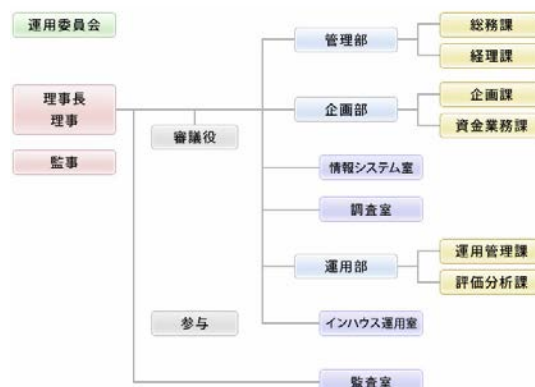 運用委員会
理事長
理事
監事
審議役
参与
管理部
総務課
経理課
企画部
企画課
資金業務課
情報システム室
調査室
運用部
運用管理課
評価分析課
インハウス運用室
監査室